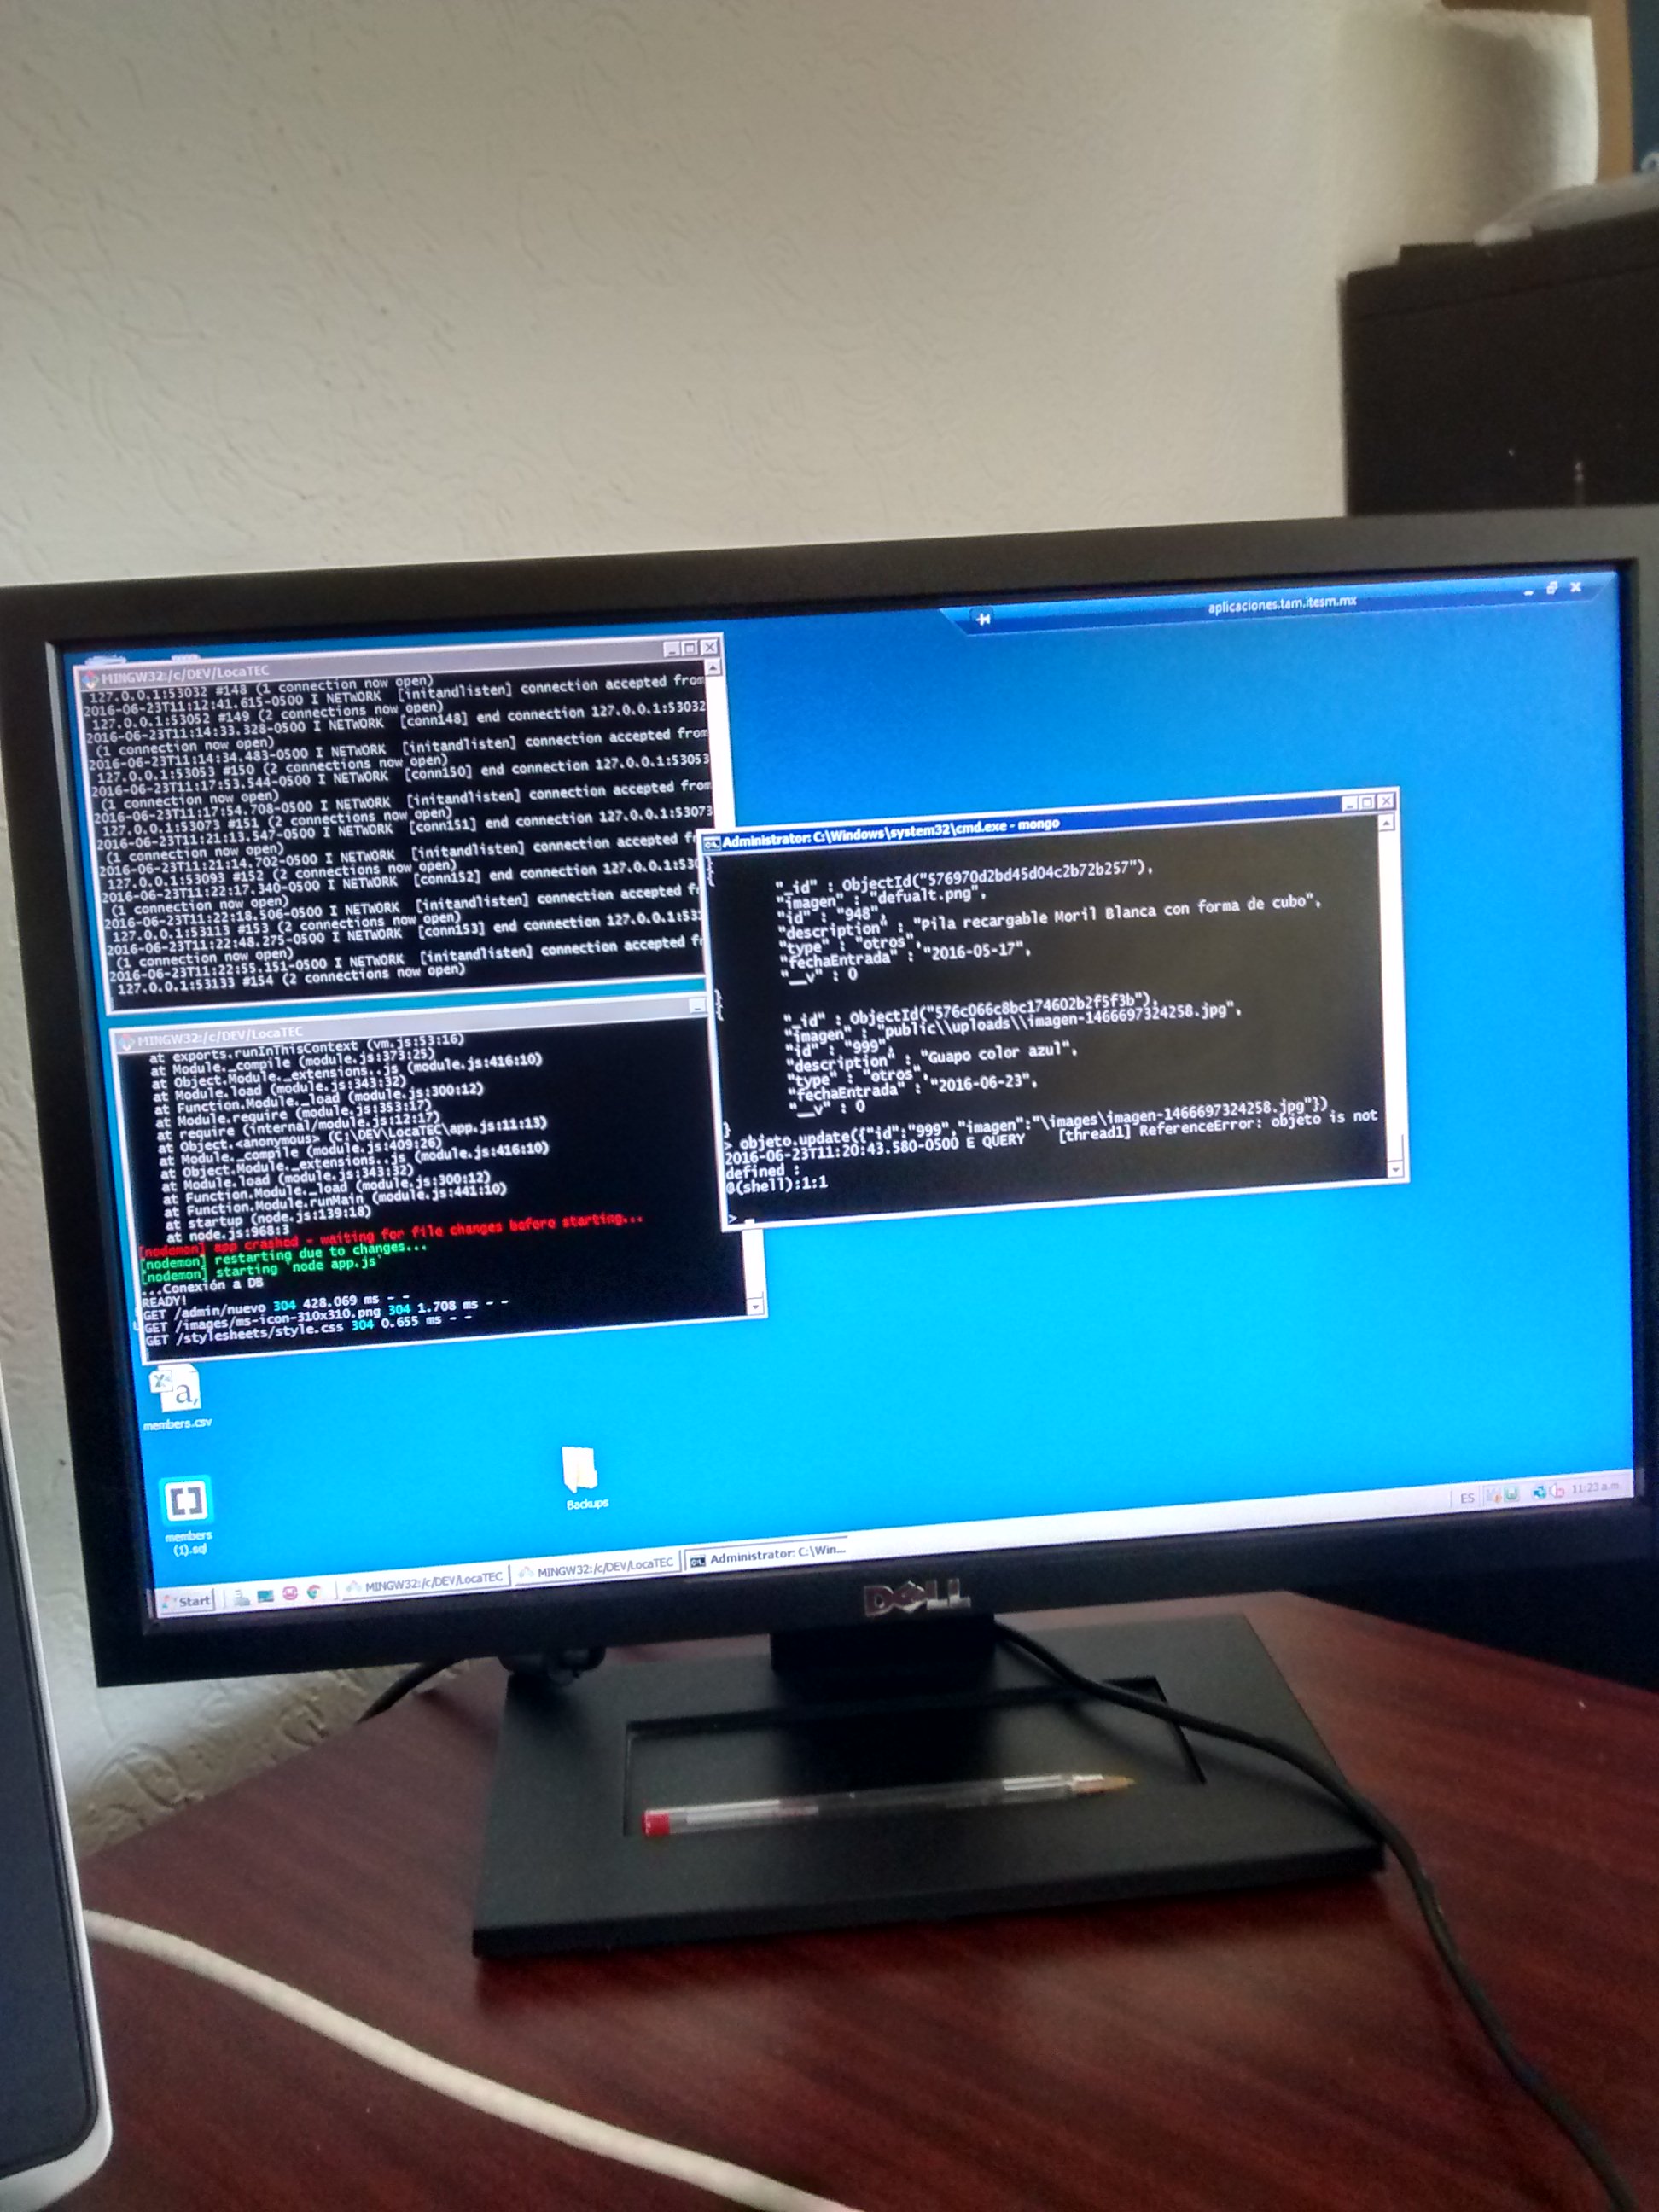 aplicaciones.tam.itesm.mx
MINGW32:/c/DEV/LocaTEC
127.0.0.1:53032 #148 (1 connection now open)
2016-06-23T11:12:41.615-0500 I NETWORK [initandlisten] connection accepted from
127.0.0.1:53052 #149 (2 connections now open)
2016-06-23T11:14:33.328-0500 I NETWORK [conn148] end connection 127.0.0.1:53032
(1 connection now open)
2016-06-23T11:14:34.483-0500 I NETWORK [initandlisten] connection accepted from
127.0.0.1:53053 #150 (2 connections now open)
2016-06-23T11:17:53.544-0500 I NETWORK [conn150] end connection 127.0.0.1:53053
(1 connection now open)
2016-06-23T11:17:54.708-0500 I NETWORK [initandlisten] connection accepted from
127.0.0.1:53073 #151 (2 connections now open)
2016-06-23T11:21:13.547-0500 I NETWORK [conn151] end connection 127.0.0.1:53073
(1 connection now open)
2016-06-23T11:21:14.702-0500 I NETWORK [initandlisten] connection accepted f
127.0.0.1:53093 #152 (2 connections now open)
2016-06-23T11:22:17.340-0500 I NETWORK [conn152] end connection 127.0.0.1:530
(1 connection now open)
2016-06-23T11:22:18.506-0500 I NETWORK [initandlisten] connection accepted f
127.0.0.1:53113 #153 (2 connections now open)
2016-06-23T11:22:48.275-0500 I NETWORK [conn153] end connection 127.0.0.1:53
(1 connection now open)
2016-06-23T11:22:55.151-0500 I NETWORK [initandlisten] connection accepted f
127.0.0.1:53133 #154 (2 connections now open)
Administrator: C:\Windows\system32\cmd.exe - mongo
}
{
"_id" : ObjectId("576970d2bd45d04c2b72b257"),
"imagen" : "defualt.png",
"id" : "948",
"description" : "Pila recargable Moril Blanca con forma de cubo",
"type" : "otros",
"fechaEntrada" : "2016-05-17",
"__v" : 0
}
{
"_id" : ObjectId("576c066c8bc174602b2f5f3b"),
"imagen" : "public\\uploads\\imagen-1466697324258.jpg",
"id" : "999",
"description" : "Guapo color azul",
"type" : "otros",
"fechaEntrada" : "2016-06-23",
"__v" : 0
}
> objeto.update({"id":"999","imagen":"\images\imagen-1466697324258.jpg"})
2016-06-23T11:20:43.580-0500 E QUERY [thread1] ReferenceError: objeto is not
defined :
@(shell):1:1
> _
MINGW32:/c/DEV/LocaTEC
at exports.runInThisContext (vm.js:53:16)
at Module._compile (module.js:373:25)
at Object.Module._extensions..js (module.js:416:10)
at Module.load (module.js:343:32)
at Function.Module._load (module.js:300:12)
at Module.require (module.js:353:17)
at require (internal/module.js:12:17)
at Object.<anonymous> (C:\DEV\LocaTEC\app.js:11:13)
at Module._compile (module.js:409:26)
at Object.Module._extensions..js (module.js:416:10)
at Module.load (module.js:343:32)
at Function.Module._load (module.js:300:12)
at Function.Module.runMain (module.js:441:10)
at startup (node.js:139:18)
at node.js:968:3
[nodemon] app crashed - waiting for file changes before starting...
[nodemon] restarting due to changes...
[nodemon] starting `node app.js`
...Conexión a DB
READY!
GET /admin/nuevo 304 428.069 ms - -
GET /images/ms-icon-310x310.png 304 1.708 ms - -
GET /stylesheets/style.css 304 0.655 ms - -
members.csv
members
(1).sql
Backups
Start
MINGW32:/c/DEV/LocaTEC
MINGW32:/c/DEV/LocaTEC
Administrator: C:\Win...
ES
11:23 a.m.
DELL